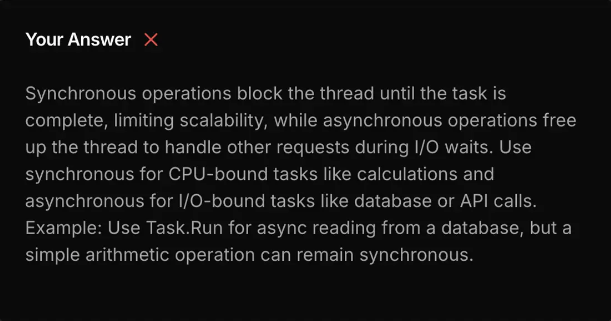 Your Answer
Synchronous operations block the thread until the task is
complete, limiting scalability, while asynchronous operations free
up the thread to handle other requests during I/O waits. Use
synchronous for CPU-bound tasks like calculations and
asynchronous for I/O-bound tasks like database or API calls.
Example: Use Task.Run for async reading from a database, but a
simple arithmetic operation can remain synchronous.